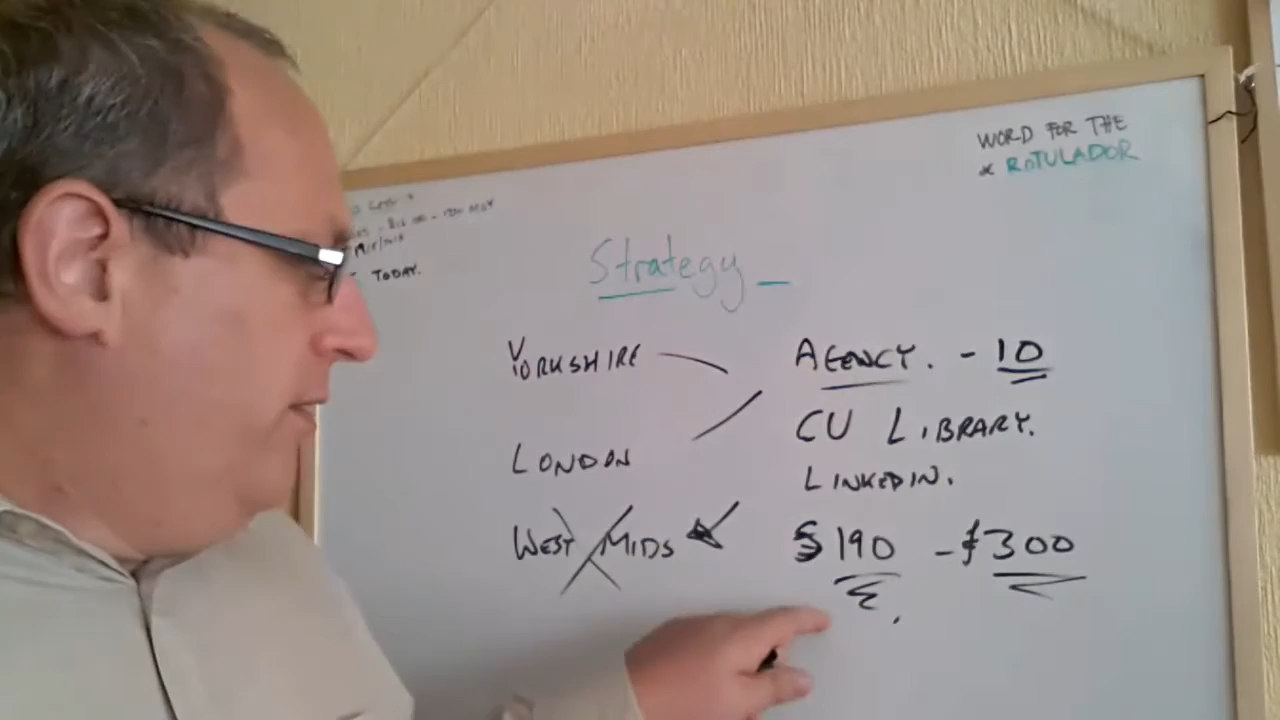 WORD FOR THE
ROTULADOR
TODAY.
Strategy
YORKSHIRE
AGENCY. - 10
CU LIBRARY.
LONDON
LINKEDIN.
WEST MIDS
$190 - $300